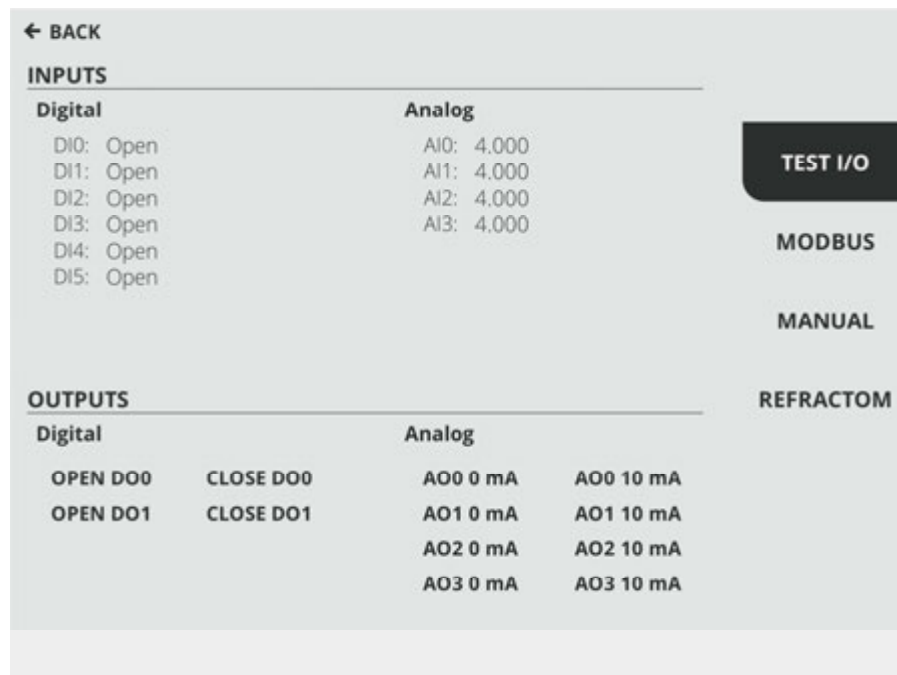 ← BACK
INPUTS
Digital
DI0: Open
DI1: Open
DI2: Open
DI3: Open
DI4: Open
DI5: Open
Analog
AI0: 4.000
AI1: 4.000
AI2: 4.000
AI3: 4.000
OUTPUTS
Digital
OPEN DO0 CLOSE DO0
OPEN DO1 CLOSE DO1
Analog
AO0 0 mA AO0 10 mA
AO1 0 mA AO1 10 mA
AO2 0 mA AO2 10 mA
AO3 0 mA AO3 10 mA
TEST I/O
MODBUS
MANUAL
REFRACTOM